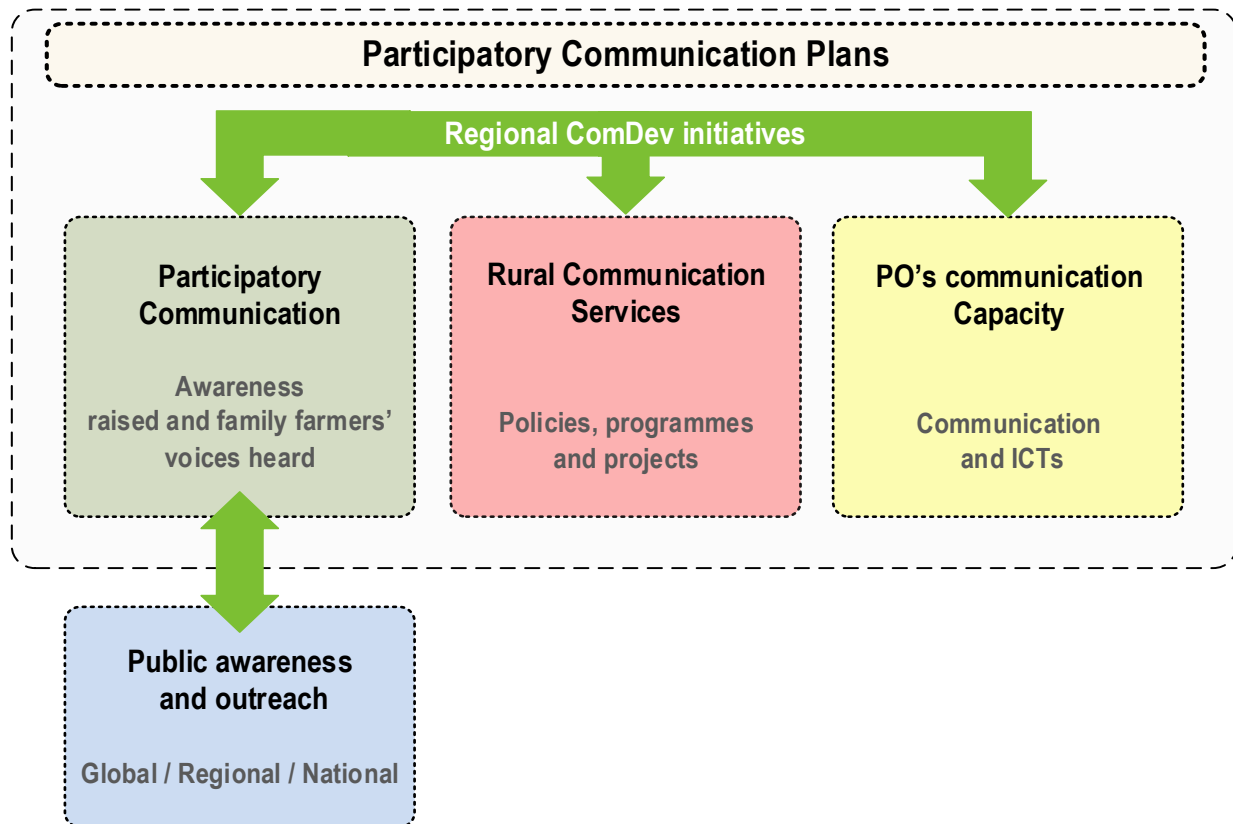 Participatory Communication Plans
Regional ComDev initiatives
Participatory
Communication
Awareness
raised and family farmers’
voices heard
Rural Communication
Services
Policies, programmes
and projects
PO’s communication
Capacity
Communication
and ICTs
Public awareness
and outreach
Global / Regional / National